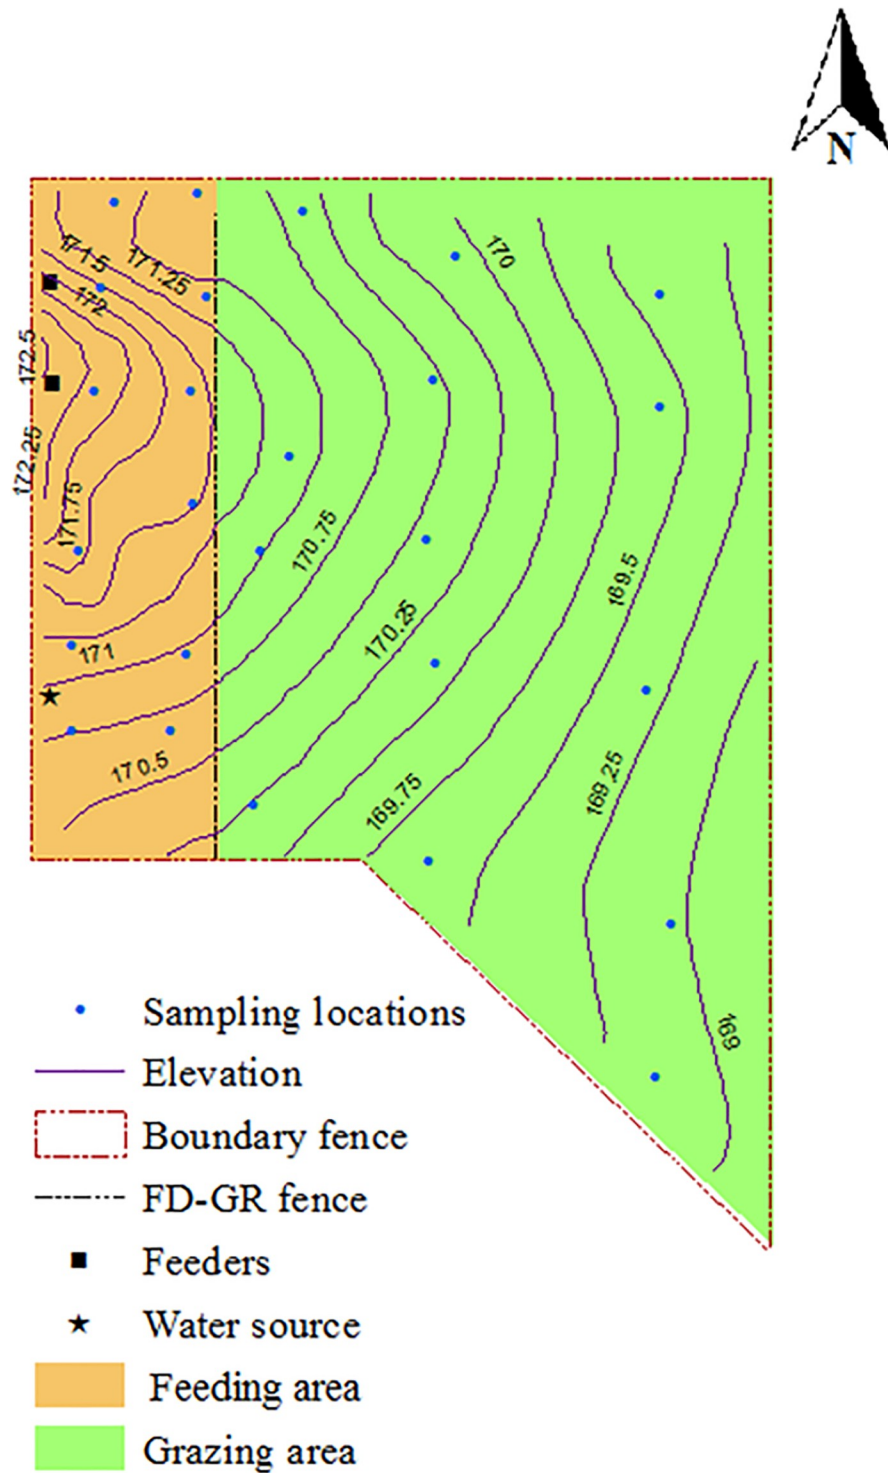 N
171.5
171.25
172
172.5
172.25
171.75
171
170.5
170
170.75
170.25
169.75
169.5
169.25
169
Sampling locations
Elevation
Boundary fence
FD-GR fence
Feeders
Water source
Feeding area
Grazing area